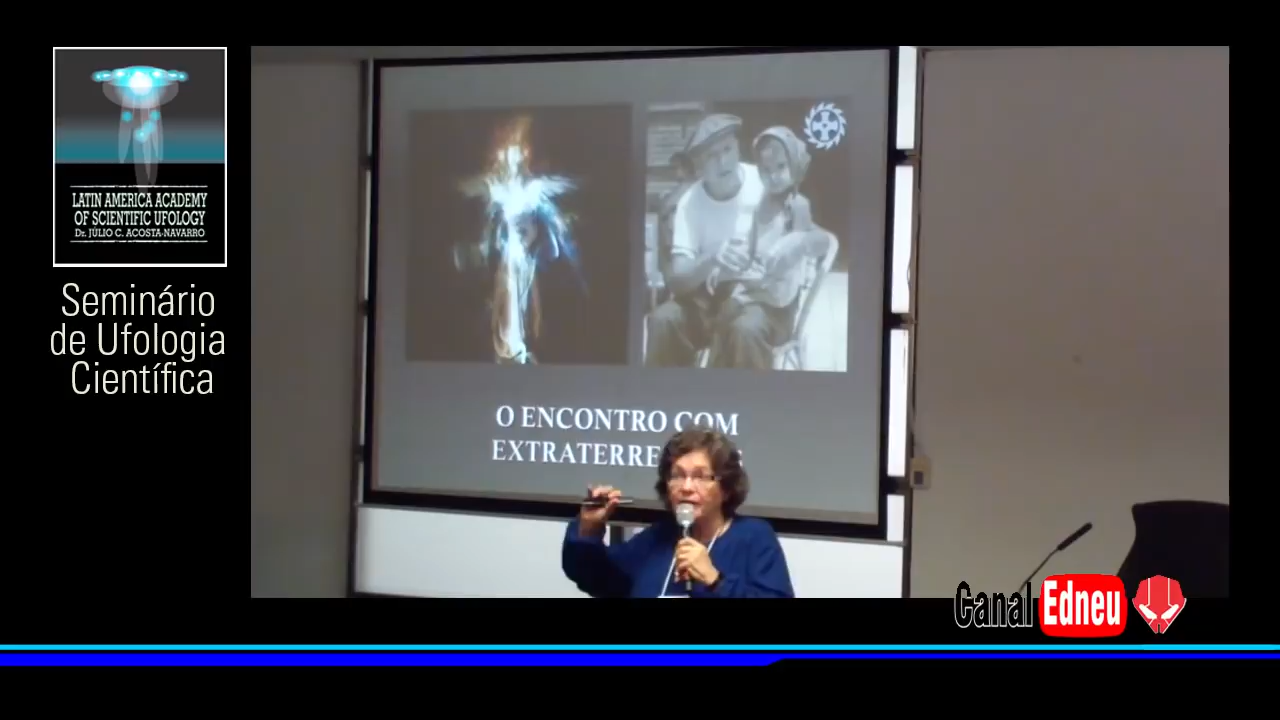 LATIN AMERICA ACADEMY
OF SCIENTIFIC UFOLOGY
Dr. JÚLIO C. ACOSTA-NAVARRO
Seminário
de Ufologia
Científica
O ENCONTRO COM
Canal Edneu